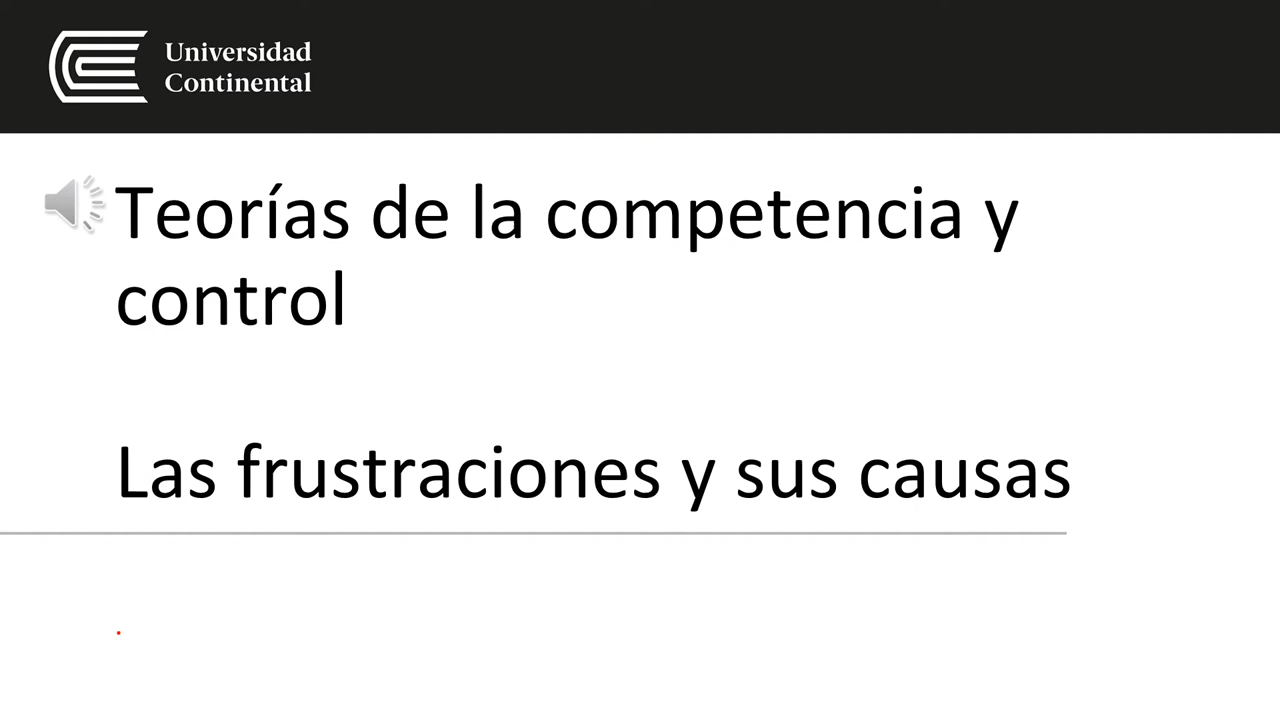 Universidad
Continental
Teorías de la competencia y
control
Las frustraciones y sus causas
.